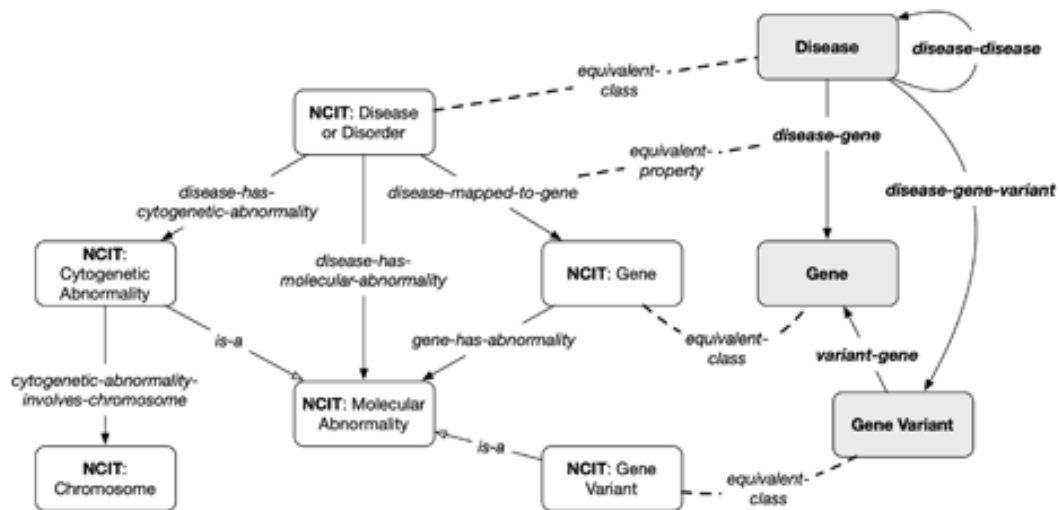 Disease
disease-disease
equivalent-
class
NCIT: Disease
or Disorder
disease-gene
equivalent-
property
disease-has-
cytogenetic-abnormality
disease-mapped-to-gene
disease-gene-variant
NCIT:
Cytogenetic
Abnormality
disease-has-
molecular-abnormality
NCIT: Gene
Gene
is-a
gene-has-abnormality
equivalent-
class
variant-gene
cytogenetic-abnormality-
involves-chromosome
NCIT: Molecular
Abnormality
Gene Variant
is-a
NCIT:
Chromosome
NCIT: Gene
Variant
equivalent-
class